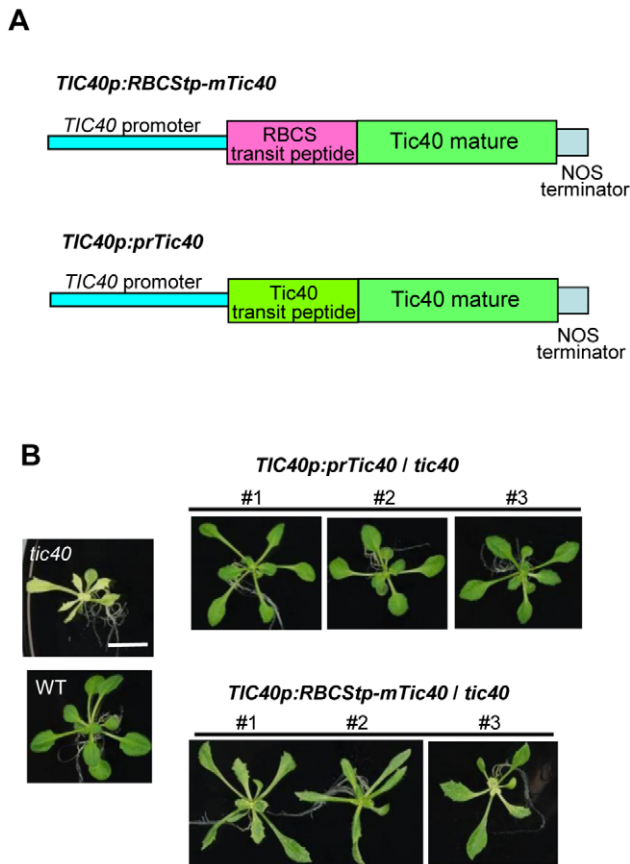 A
TIC40p:RBCStp-mTic40
TIC40 promoter
RBCS
transit peptide
Tic40 mature
NOS
terminator
TIC40p:prTic40
TIC40 promoter
Tic40
transit peptide
Tic40 mature
NOS
terminator
B
TIC40p:prTic40 / tic40
#1 #2 #3
tic40
WT
TIC40p:RBCStp-mTic40 / tic40
#1 #2 #3